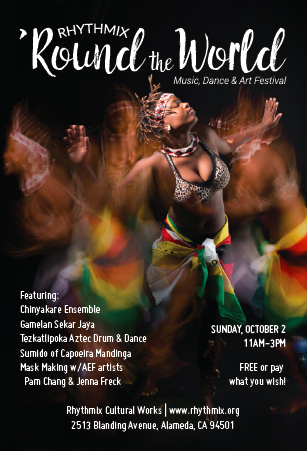 RHYTHMIX
'Round the World
Music, Dance & Art Festival
Featuring:
Chinyakare Ensemble
Gamelan Sekar Jaya
Tezkatlipoka Aztec Drum & Dance
Sumido of Capoeira Mandinga
Mask Making w/AEF artists
Pam Chang & Jenna Freck
SUNDAY, OCTOBER 2
11AM–3PM
FREE or pay
what you wish!
Rhythmix Cultural Works | www.rhythmix.org
2513 Blanding Avenue, Alameda, CA 94501